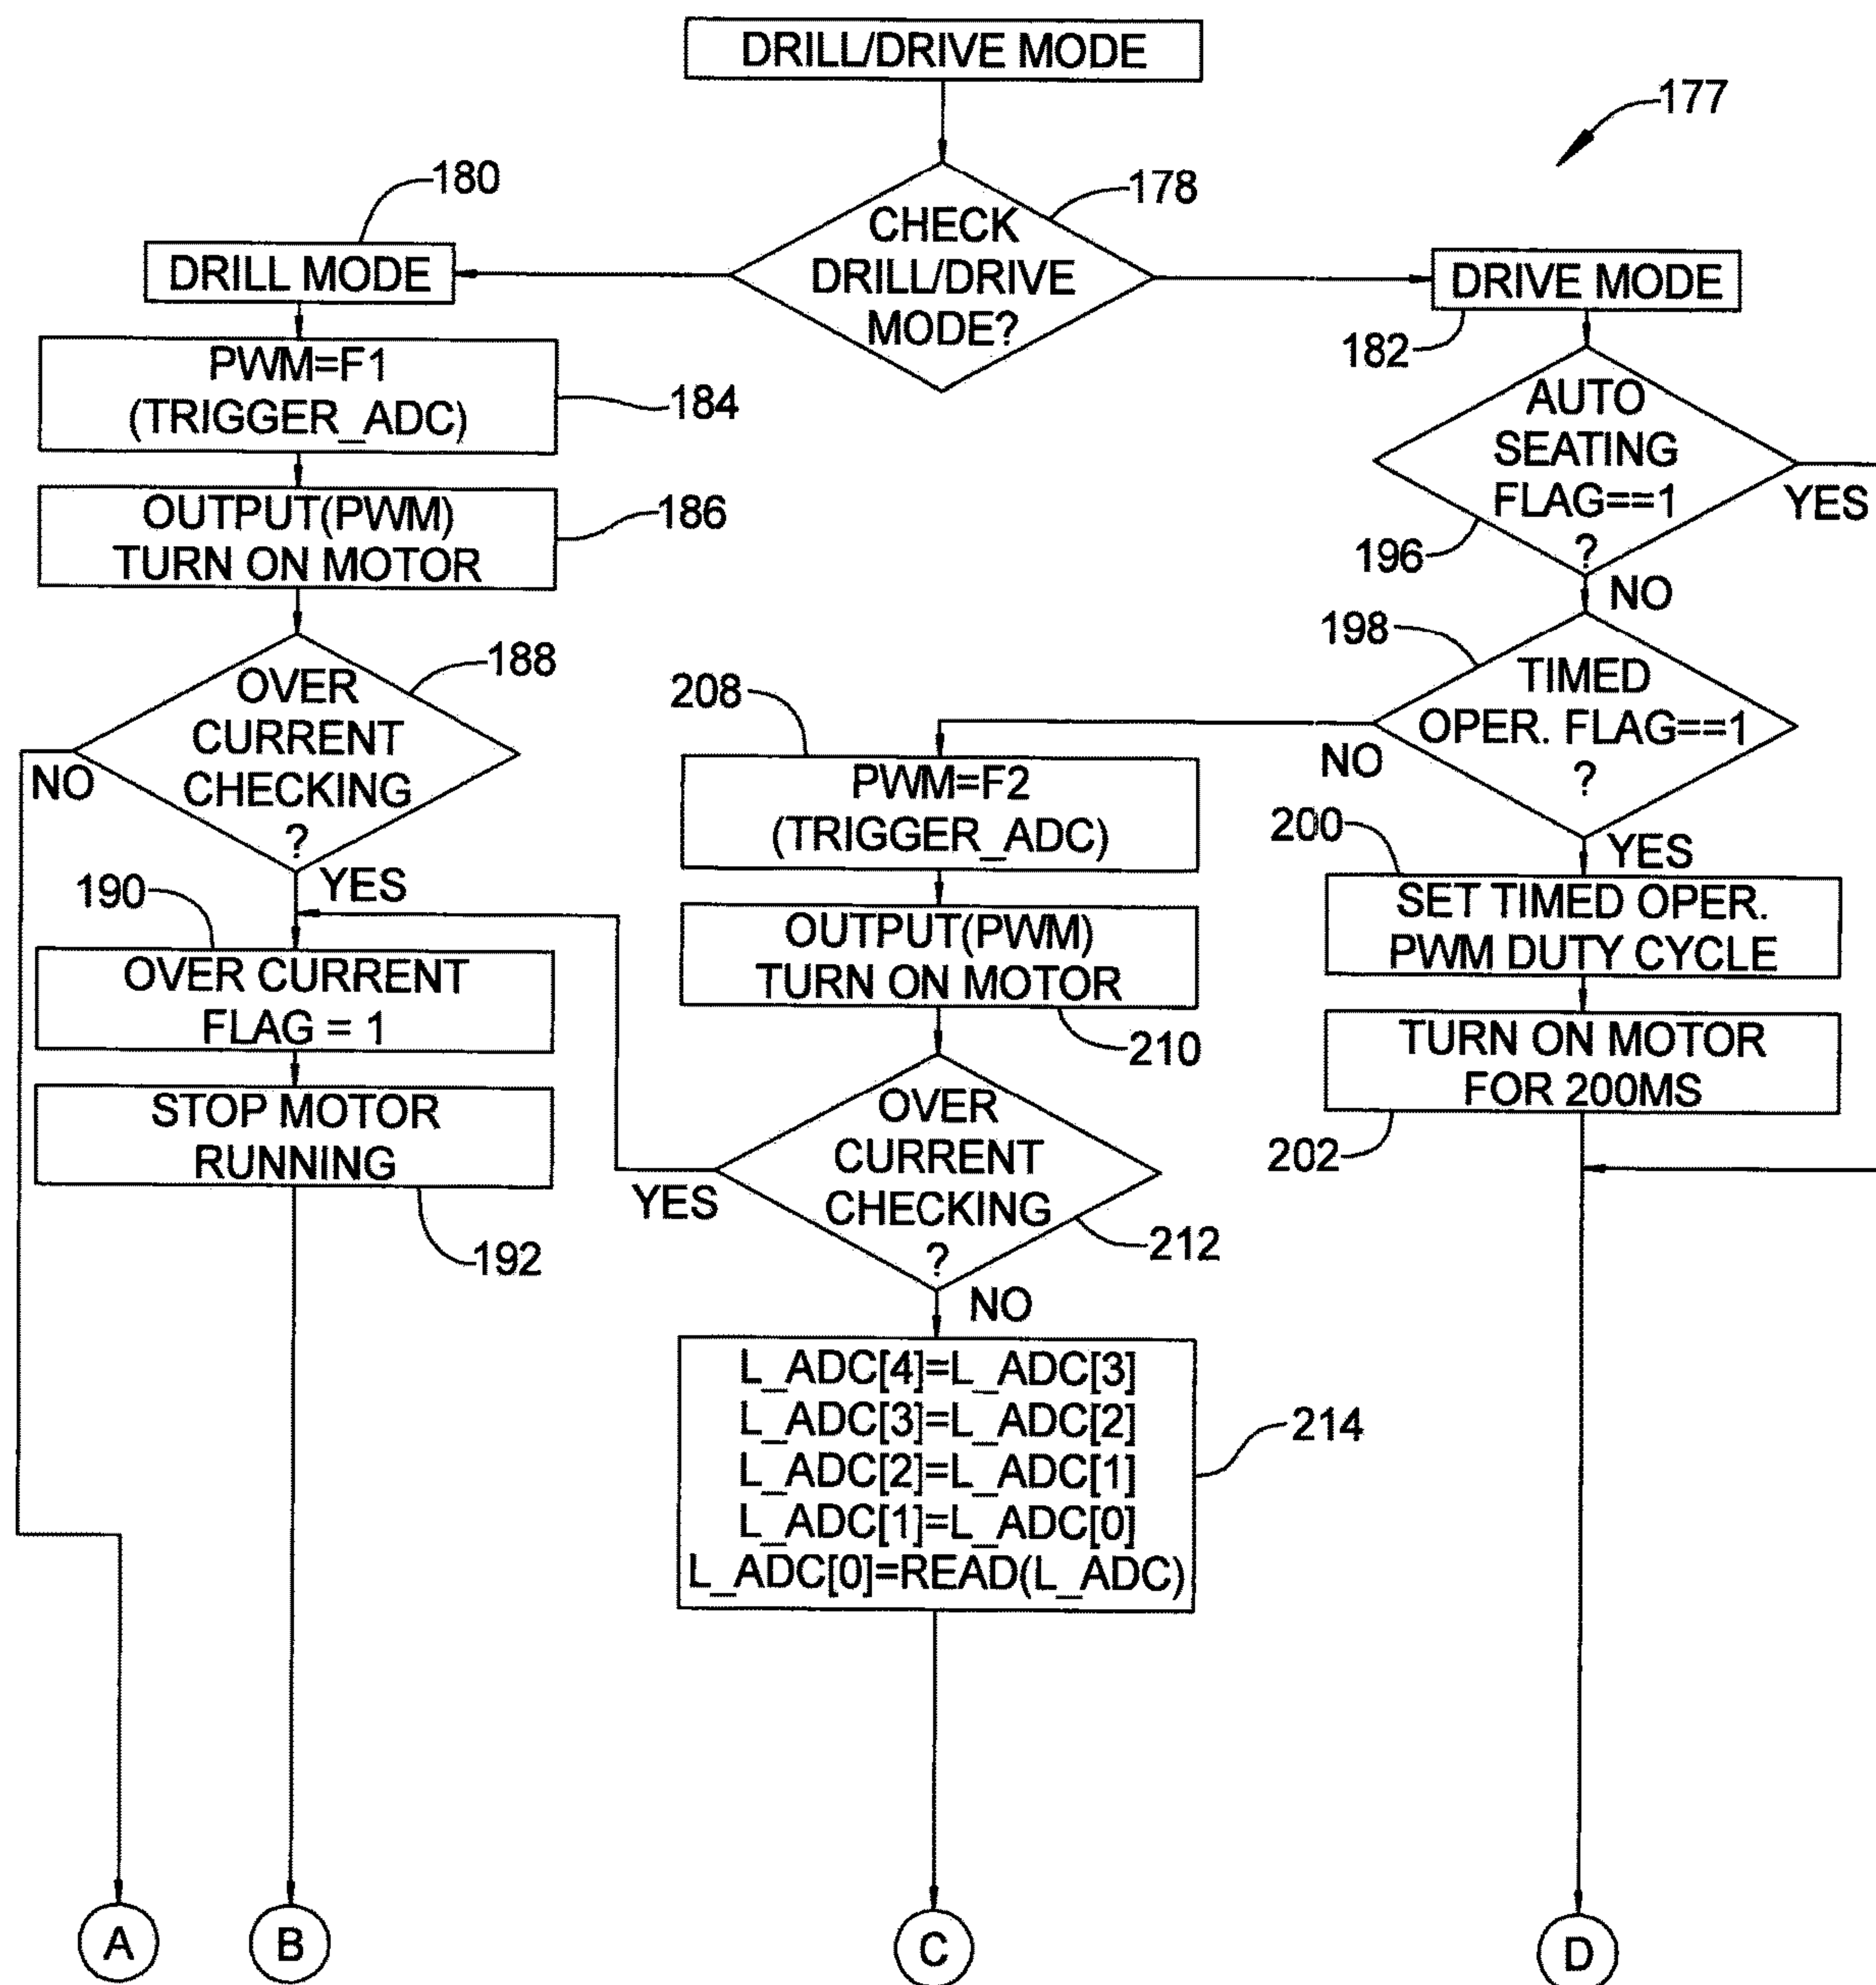 DRILL/DRIVE MODE
177
178
CHECK
DRILL/DRIVE
MODE?
180
DRILL MODE
PWM=F1
(TRIGGER_ADC)
184
OUTPUT(PWM)
TURN ON MOTOR
186
188
OVER
CURRENT
CHECKING
?
NO
YES
190
OVER CURRENT
FLAG = 1
STOP MOTOR
RUNNING
192
DRIVE MODE
182
AUTO
SEATING
FLAG==1
?
196
YES
NO
198
TIMED
OPER. FLAG==1
?
NO
YES
200
SET TIMED OPER.
PWM DUTY CYCLE
TURN ON MOTOR
FOR 200MS
202
208
PWM=F2
(TRIGGER_ADC)
OUTPUT(PWM)
TURN ON MOTOR
210
OVER
CURRENT
CHECKING
?
212
YES
NO
L_ADC[4]=L_ADC[3]
L_ADC[3]=L_ADC[2]
L_ADC[2]=L_ADC[1]
L_ADC[1]=L_ADC[0]
L_ADC[0]=READ(L_ADC)
214
A
B
C
D